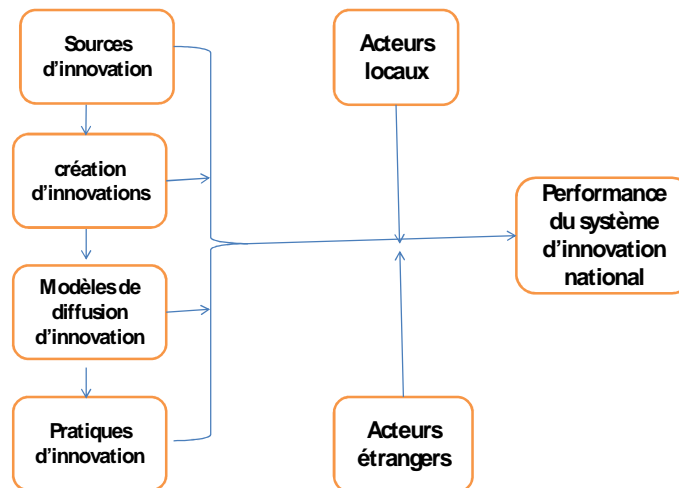 Sources
d'innovation
création
d'innovations
Modèles de
diffusion
d'innovation
Pratiques
d'innovation
Acteurs
locaux
Acteurs
étrangers
Performance
du système
d'innovation
national